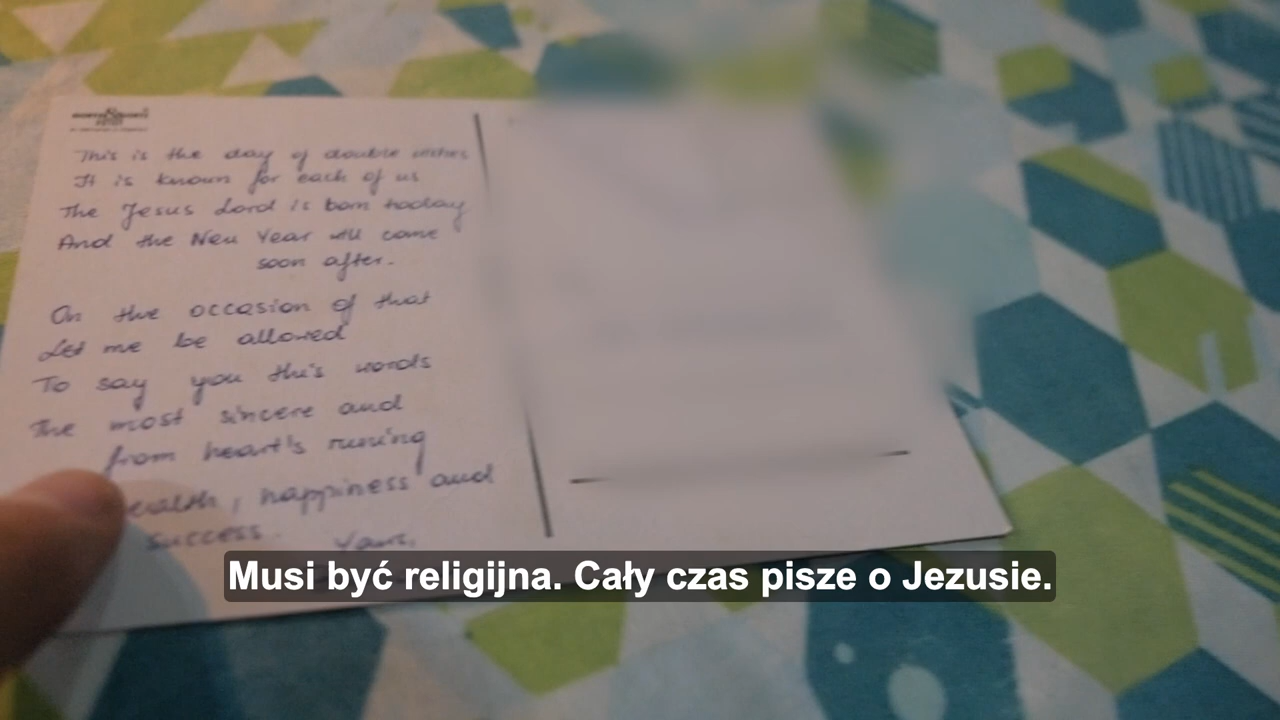 This is the day of double wishes
It is known for each of us
The Jesus Lord is born today
And the New Year will come
soon after.
On the occasion of that
Let me be allowed
To say you this words
The most sincere and
from heart's runing
ealth, happiness and
success. Yours,
Musi być religijna. Cały czas pisze o Jezusie.